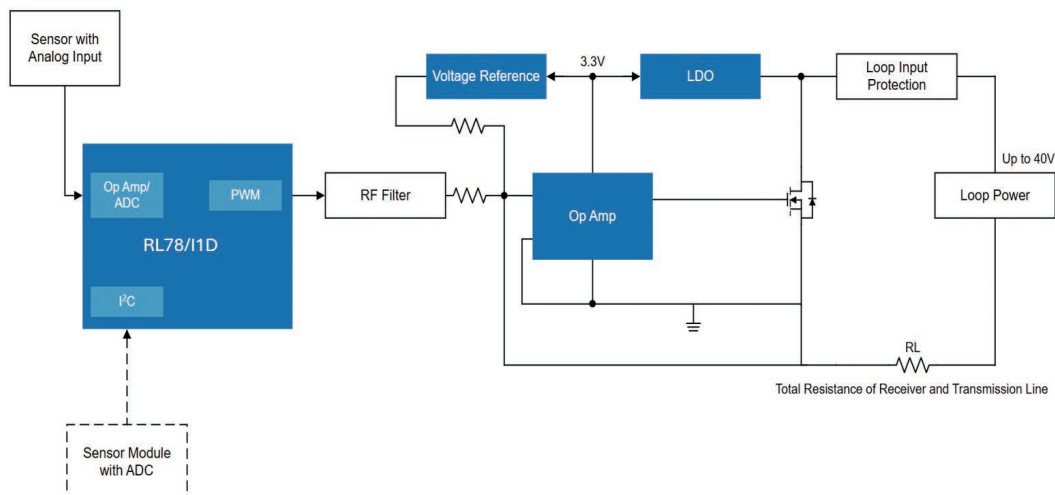 Sensor with
Analog Input
Op Amp/
ADC
PWM
RL78/I1D
I²C
Sensor Module
with ADC
RF Filter
Voltage Reference
3.3V
LDO
Loop Input
Protection
Op Amp
Up to 40V
Loop Power
RL
Total Resistance of Receiver and Transmission Line